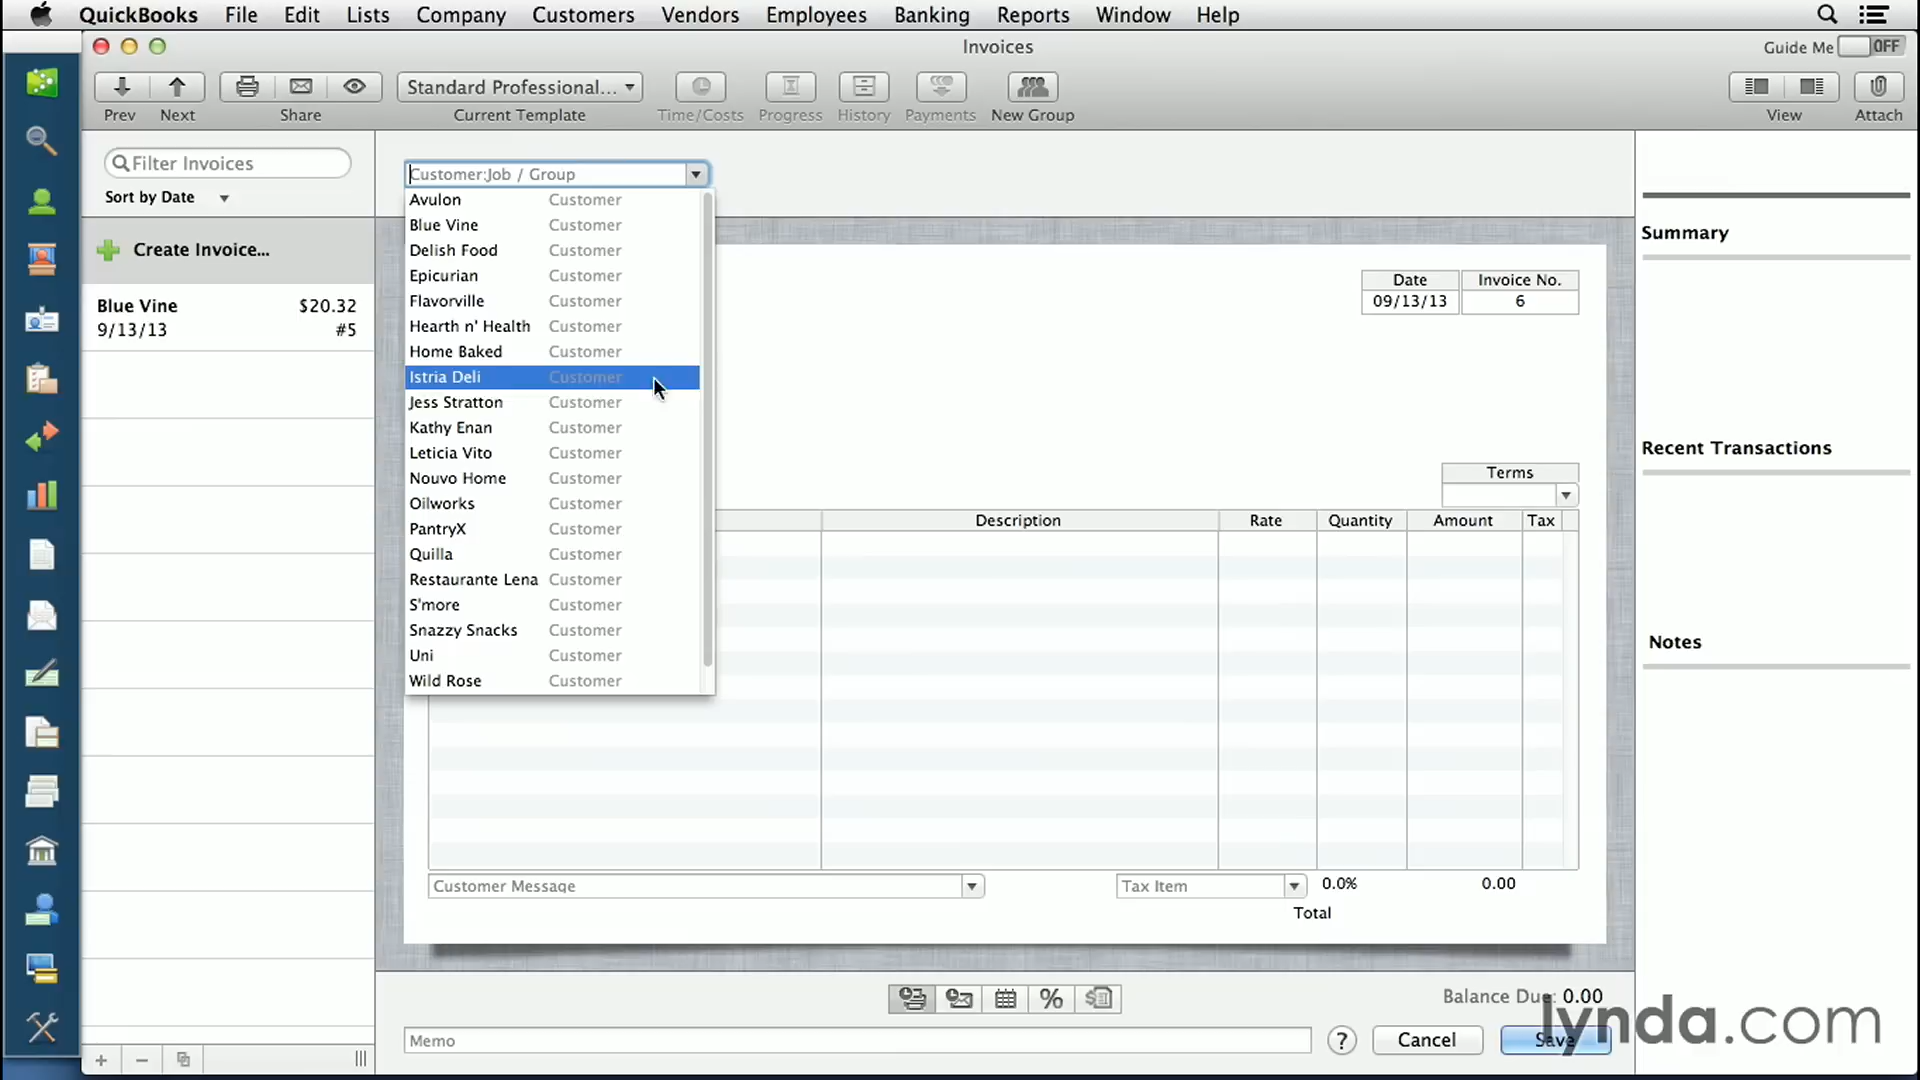 QuickBooks File Edit Lists Company Customers Vendors Employees Banking Reports Window Help
Invoices
Guide Me OFF
Standard Professional...
Prev Next Share Current Template Time/Costs Progress History Payments New Group View Attach
Filter Invoices
Sort by Date
Create Invoice...
Blue Vine $20.32
9/13/13 #5
Customer:Job / Group
Avulon Customer
Blue Vine Customer
Delish Food Customer
Epicurian Customer
Flavorville Customer
Hearth n' Health Customer
Home Baked Customer
Istria Deli Customer
Jess Stratton Customer
Kathy Enan Customer
Leticia Vito Customer
Nouvo Home Customer
Oilworks Customer
PantryX Customer
Quilla Customer
Restaurante Lena Customer
S'more Customer
Snazzy Snacks Customer
Uni Customer
Wild Rose Customer
Date Invoice No.
09/13/13 6
Terms
Description Rate Quantity Amount Tax
Customer Message
Tax Item 0.0% 0.00
Total
Balance Due: 0.00
Memo
? Cancel Save
Summary
Recent Transactions
Notes
lynda.com